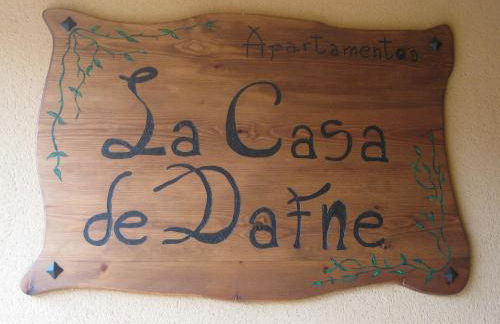 Apartamentos
La Casa
de Dafne